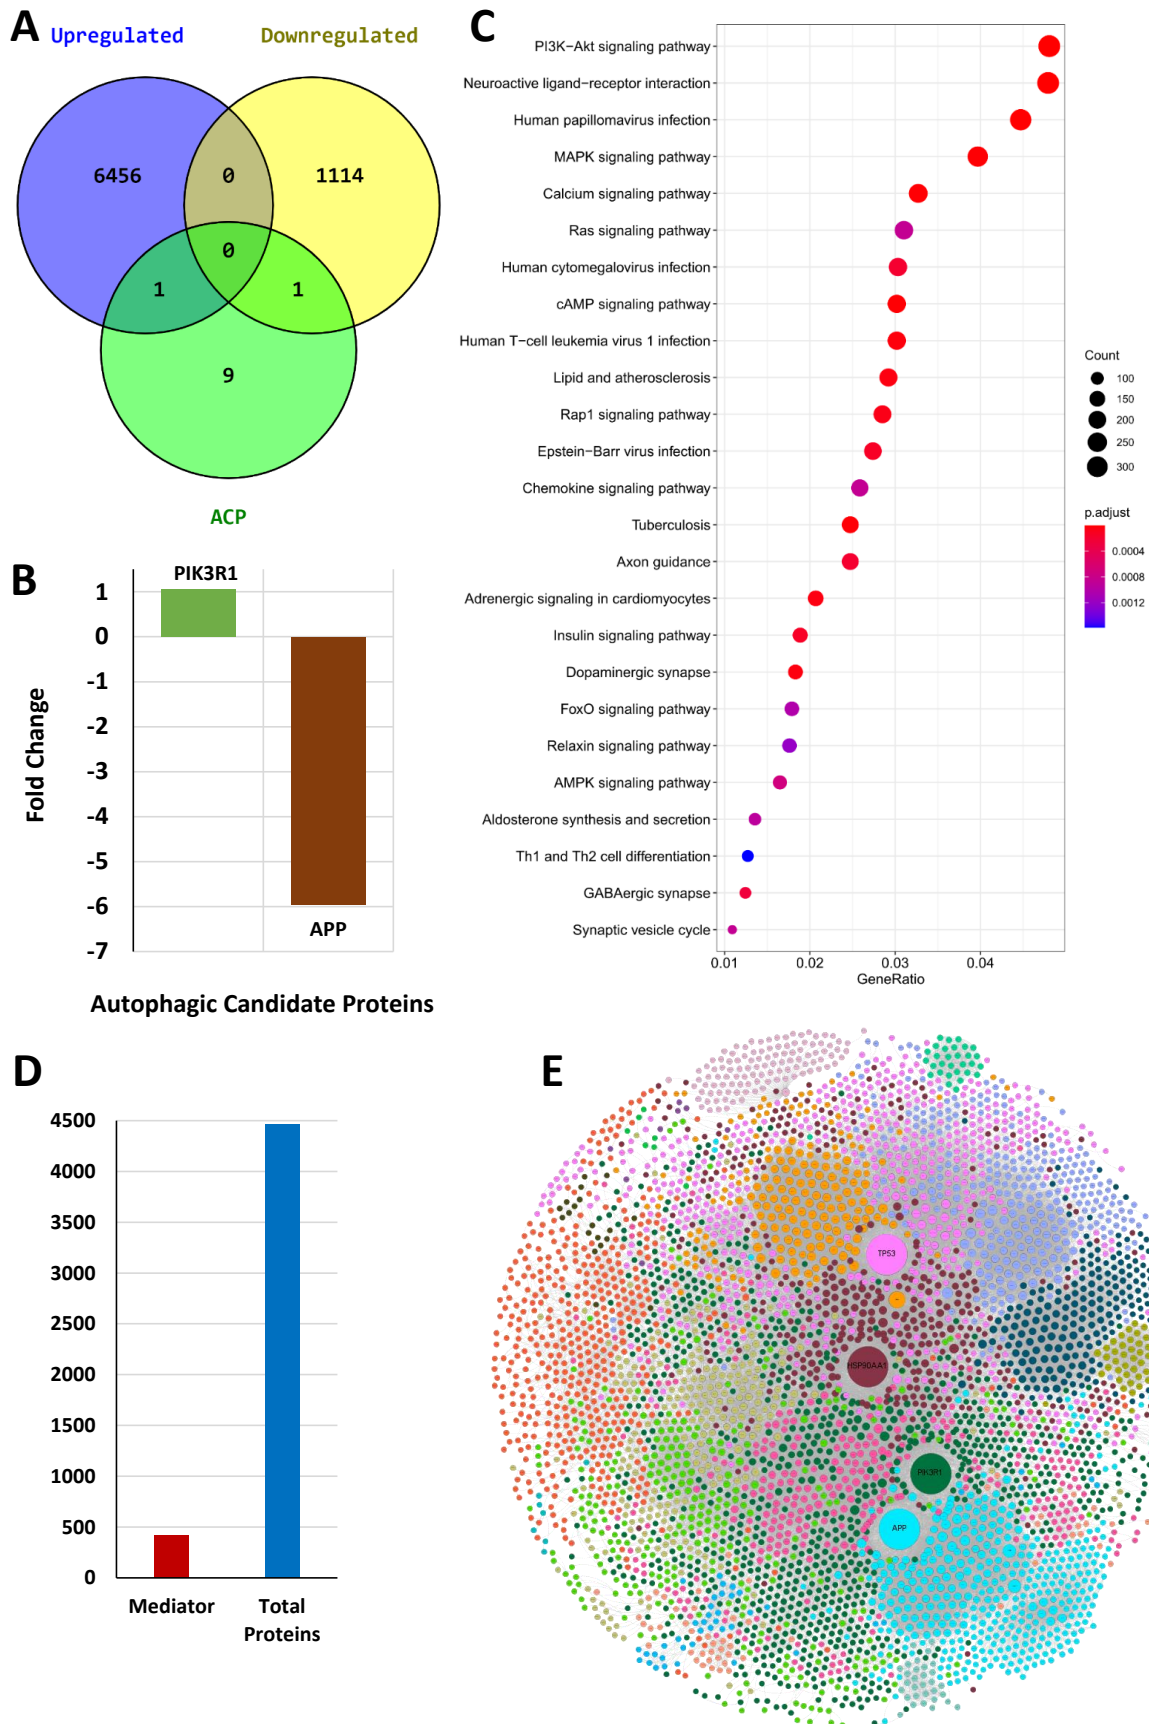 A
Upregulated
Downregulated
6456
0
1114
0
1
1
9
ACP
B
PIK3R1
1
0
-1
-2
-3
-4
-5
-6
-7
Fold Change
APP
Autophagic Candidate Proteins
C
PI3K−Akt signaling pathway
Neuroactive ligand−receptor interaction
Human papillomavirus infection
MAPK signaling pathway
Calcium signaling pathway
Ras signaling pathway
Human cytomegalovirus infection
cAMP signaling pathway
Human T−cell leukemia virus 1 infection
Lipid and atherosclerosis
Rap1 signaling pathway
Epstein−Barr virus infection
Chemokine signaling pathway
Tuberculosis
Axon guidance
Adrenergic signaling in cardiomyocytes
Insulin signaling pathway
Dopaminergic synapse
FoxO signaling pathway
Relaxin signaling pathway
AMPK signaling pathway
Aldosterone synthesis and secretion
Th1 and Th2 cell differentiation
GABAergic synapse
Synaptic vesicle cycle
0.01
0.02
0.03
0.04
GeneRatio
Count
100
150
200
250
300
p.adjust
0.0004
0.0008
0.0012
D
4500
4000
3500
3000
2500
2000
1500
1000
500
0
Mediator
Total
Proteins
E
TP53
HSP90AA1
PIK3R1
APP